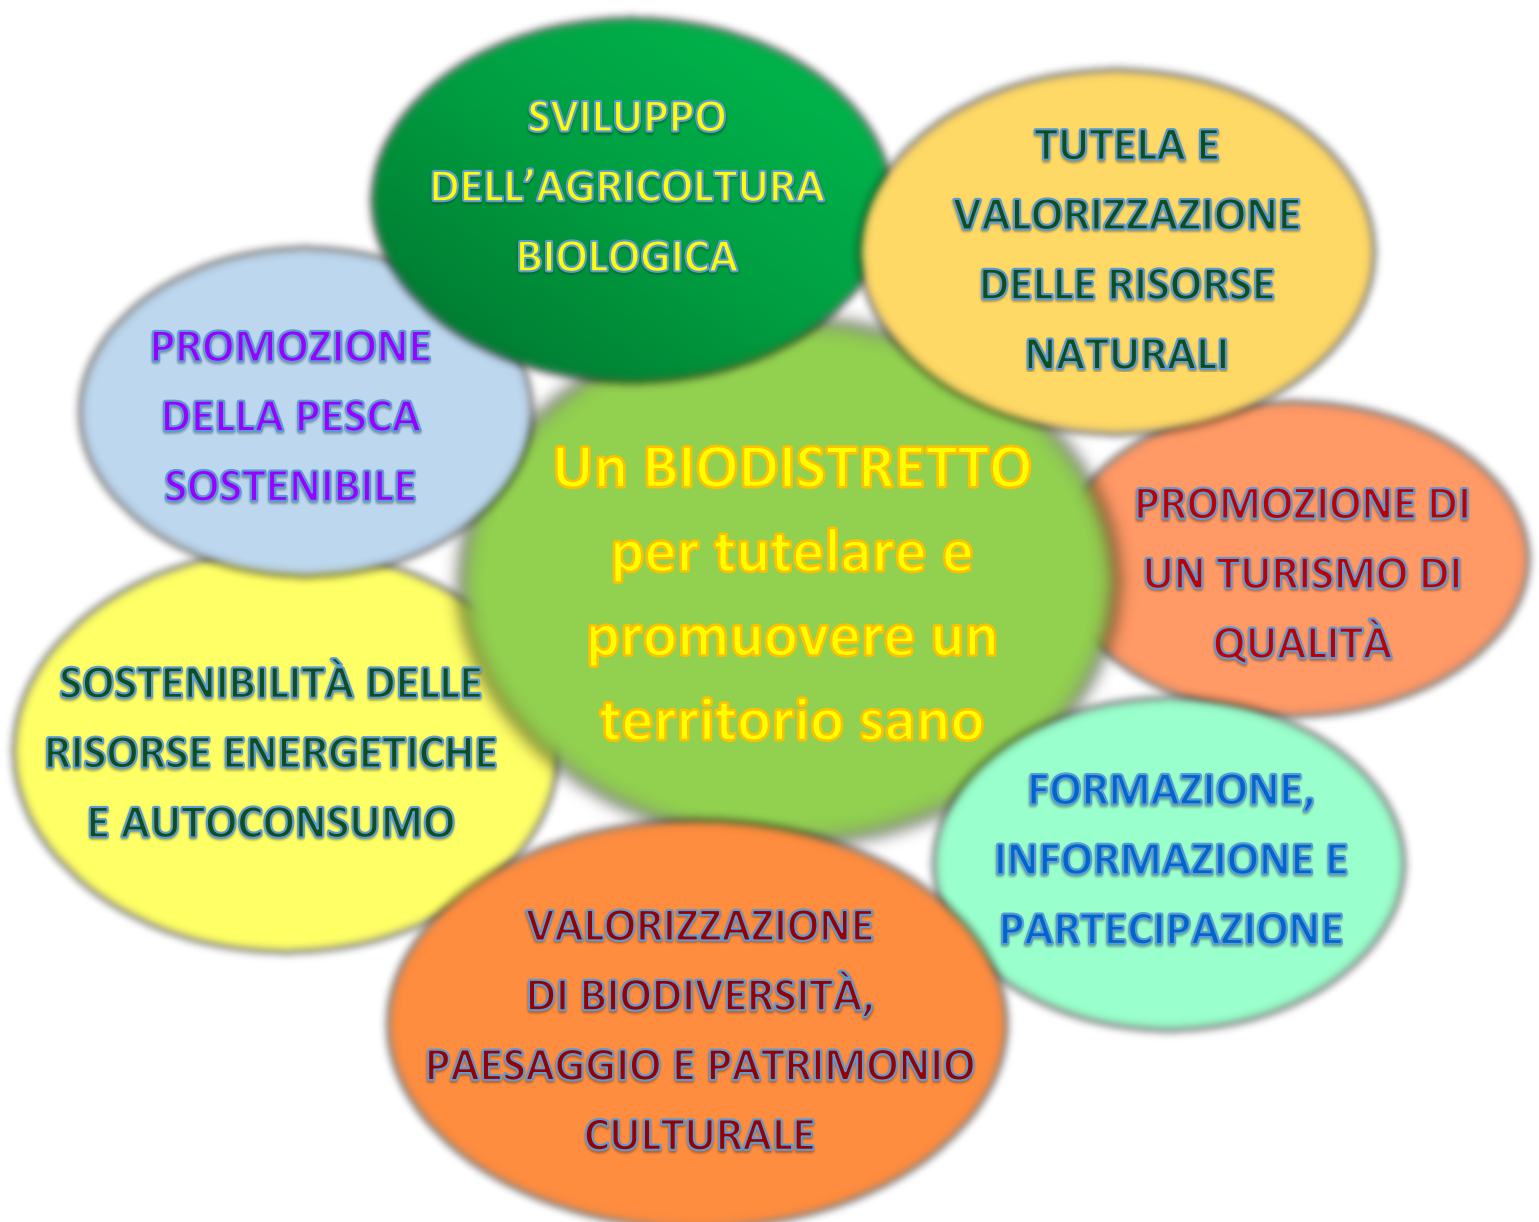 SVILUPPO
DELL’AGRICOLTURA
BIOLOGICA
TUTELA E
VALORIZZAZIONE
DELLE RISORSE
NATURALI
PROMOZIONE DI
UN TURISMO DI
QUALITÀ
FORMAZIONE,
INFORMAZIONE E
PARTECIPAZIONE
VALORIZZAZIONE
DI BIODIVERSITÀ,
PAESAGGIO E PATRIMONIO
CULTURALE
SOSTENIBILITÀ DELLE
RISORSE ENERGETICHE
E AUTOCONSUMO
PROMOZIONE
DELLA PESCA
SOSTENIBILE
Un BIODISTRETTO
per tutelare e
promuovere un
territorio sano